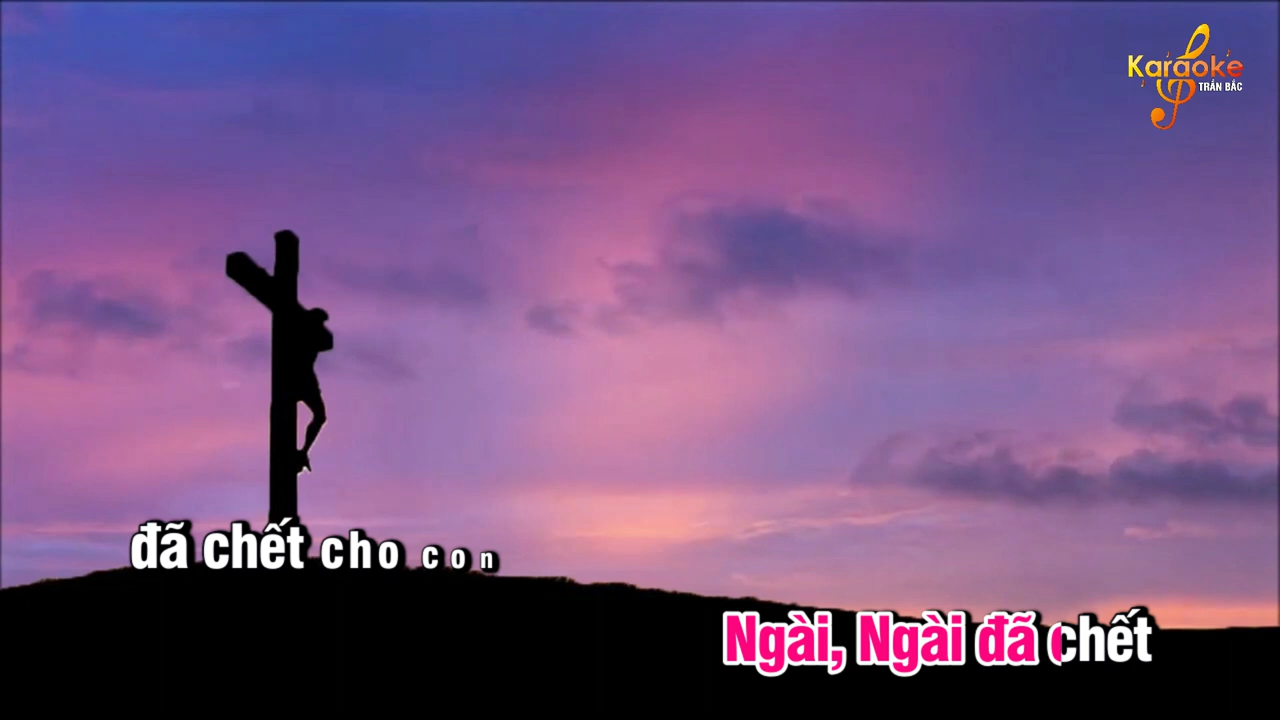 Karaoke
TRẦN BẮC
đã chết cho con
Ngài, Ngài đã chết